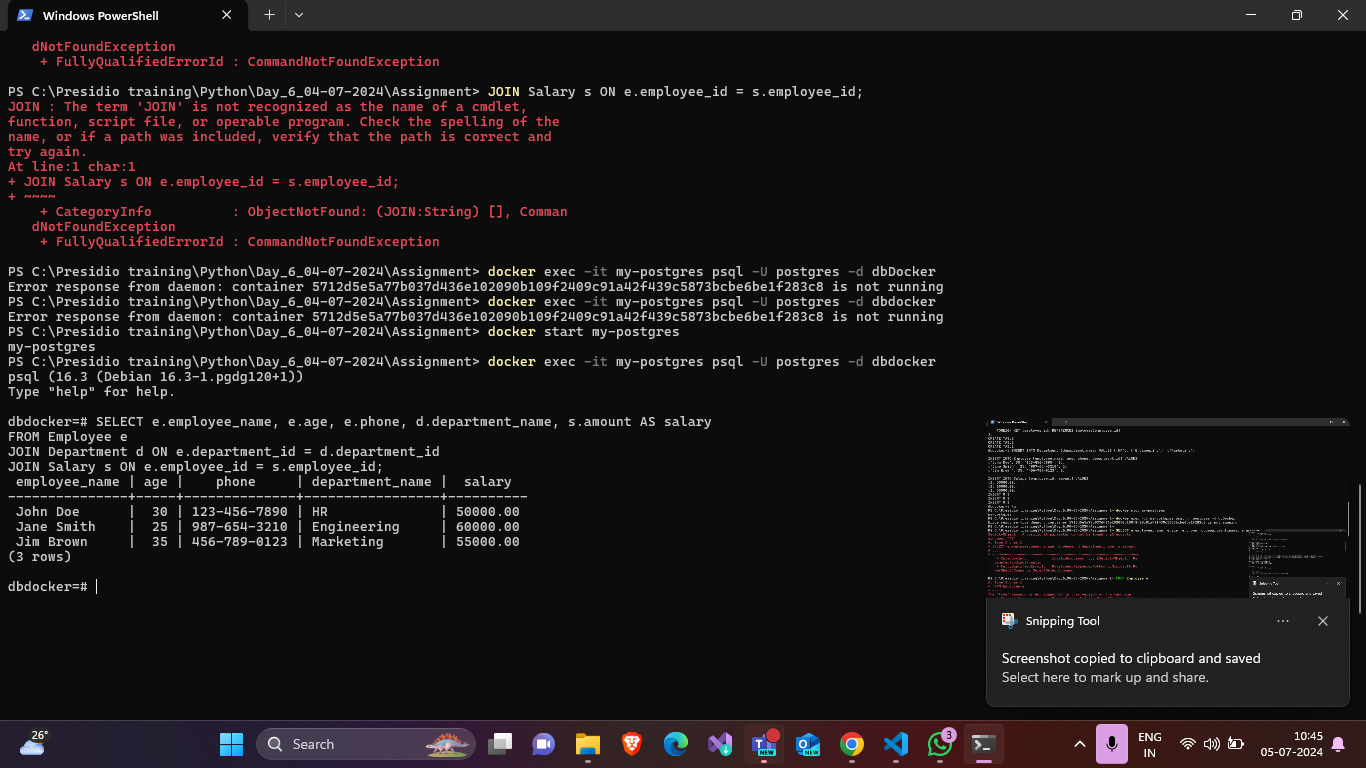 Windows PowerShell
dNotFoundException
+ FullyQualifiedErrorId : CommandNotFoundException
PS C:\Presidio training\Python\Day_6_04-07-2024\Assignment> JOIN Salary s ON e.employee_id = s.employee_id;
JOIN : The term 'JOIN' is not recognized as the name of a cmdlet,
function, script file, or operable program. Check the spelling of the
name, or if a path was included, verify that the path is correct and
try again.
At line:1 char:1
+ JOIN Salary s ON e.employee_id = s.employee_id;
+ ~~~~
+ CategoryInfo : ObjectNotFound: (JOIN:String) [], Comman
dNotFoundException
+ FullyQualifiedErrorId : CommandNotFoundException
PS C:\Presidio training\Python\Day_6_04-07-2024\Assignment> docker exec -it my-postgres psql -U postgres -d dbDocker
Error response from daemon: container 5712d5e5a77b037d436e102090b109f2409c91a42f439c5873bcbe6be1f283c8 is not running
PS C:\Presidio training\Python\Day_6_04-07-2024\Assignment> docker exec -it my-postgres psql -U postgres -d dbdocker
Error response from daemon: container 5712d5e5a77b037d436e102090b109f2409c91a42f439c5873bcbe6be1f283c8 is not running
PS C:\Presidio training\Python\Day_6_04-07-2024\Assignment> docker start my-postgres
my-postgres
PS C:\Presidio training\Python\Day_6_04-07-2024\Assignment> docker exec -it my-postgres psql -U postgres -d dbdocker
psql (16.3 (Debian 16.3-1.pgdg120+1))
Type "help" for help.
dbdocker=# SELECT e.employee_name, e.age, e.phone, d.department_name, s.amount AS salary
FROM Employee e
JOIN Department d ON e.department_id = d.department_id
JOIN Salary s ON e.employee_id = s.employee_id;
employee_name | age | phone | department_name | salary
---------------+-----+--------------+-----------------+----------
John Doe | 30 | 123-456-7890 | HR | 50000.00
Jane Smith | 25 | 987-654-3210 | Engineering | 60000.00
Jim Brown | 35 | 456-789-0123 | Marketing | 55000.00
(3 rows)
dbdocker=#
Snipping Tool
Screenshot copied to clipboard and saved
Select here to mark up and share.
26°
Search
NEW
NEW
3
ENG
IN
10:45
05-07-2024